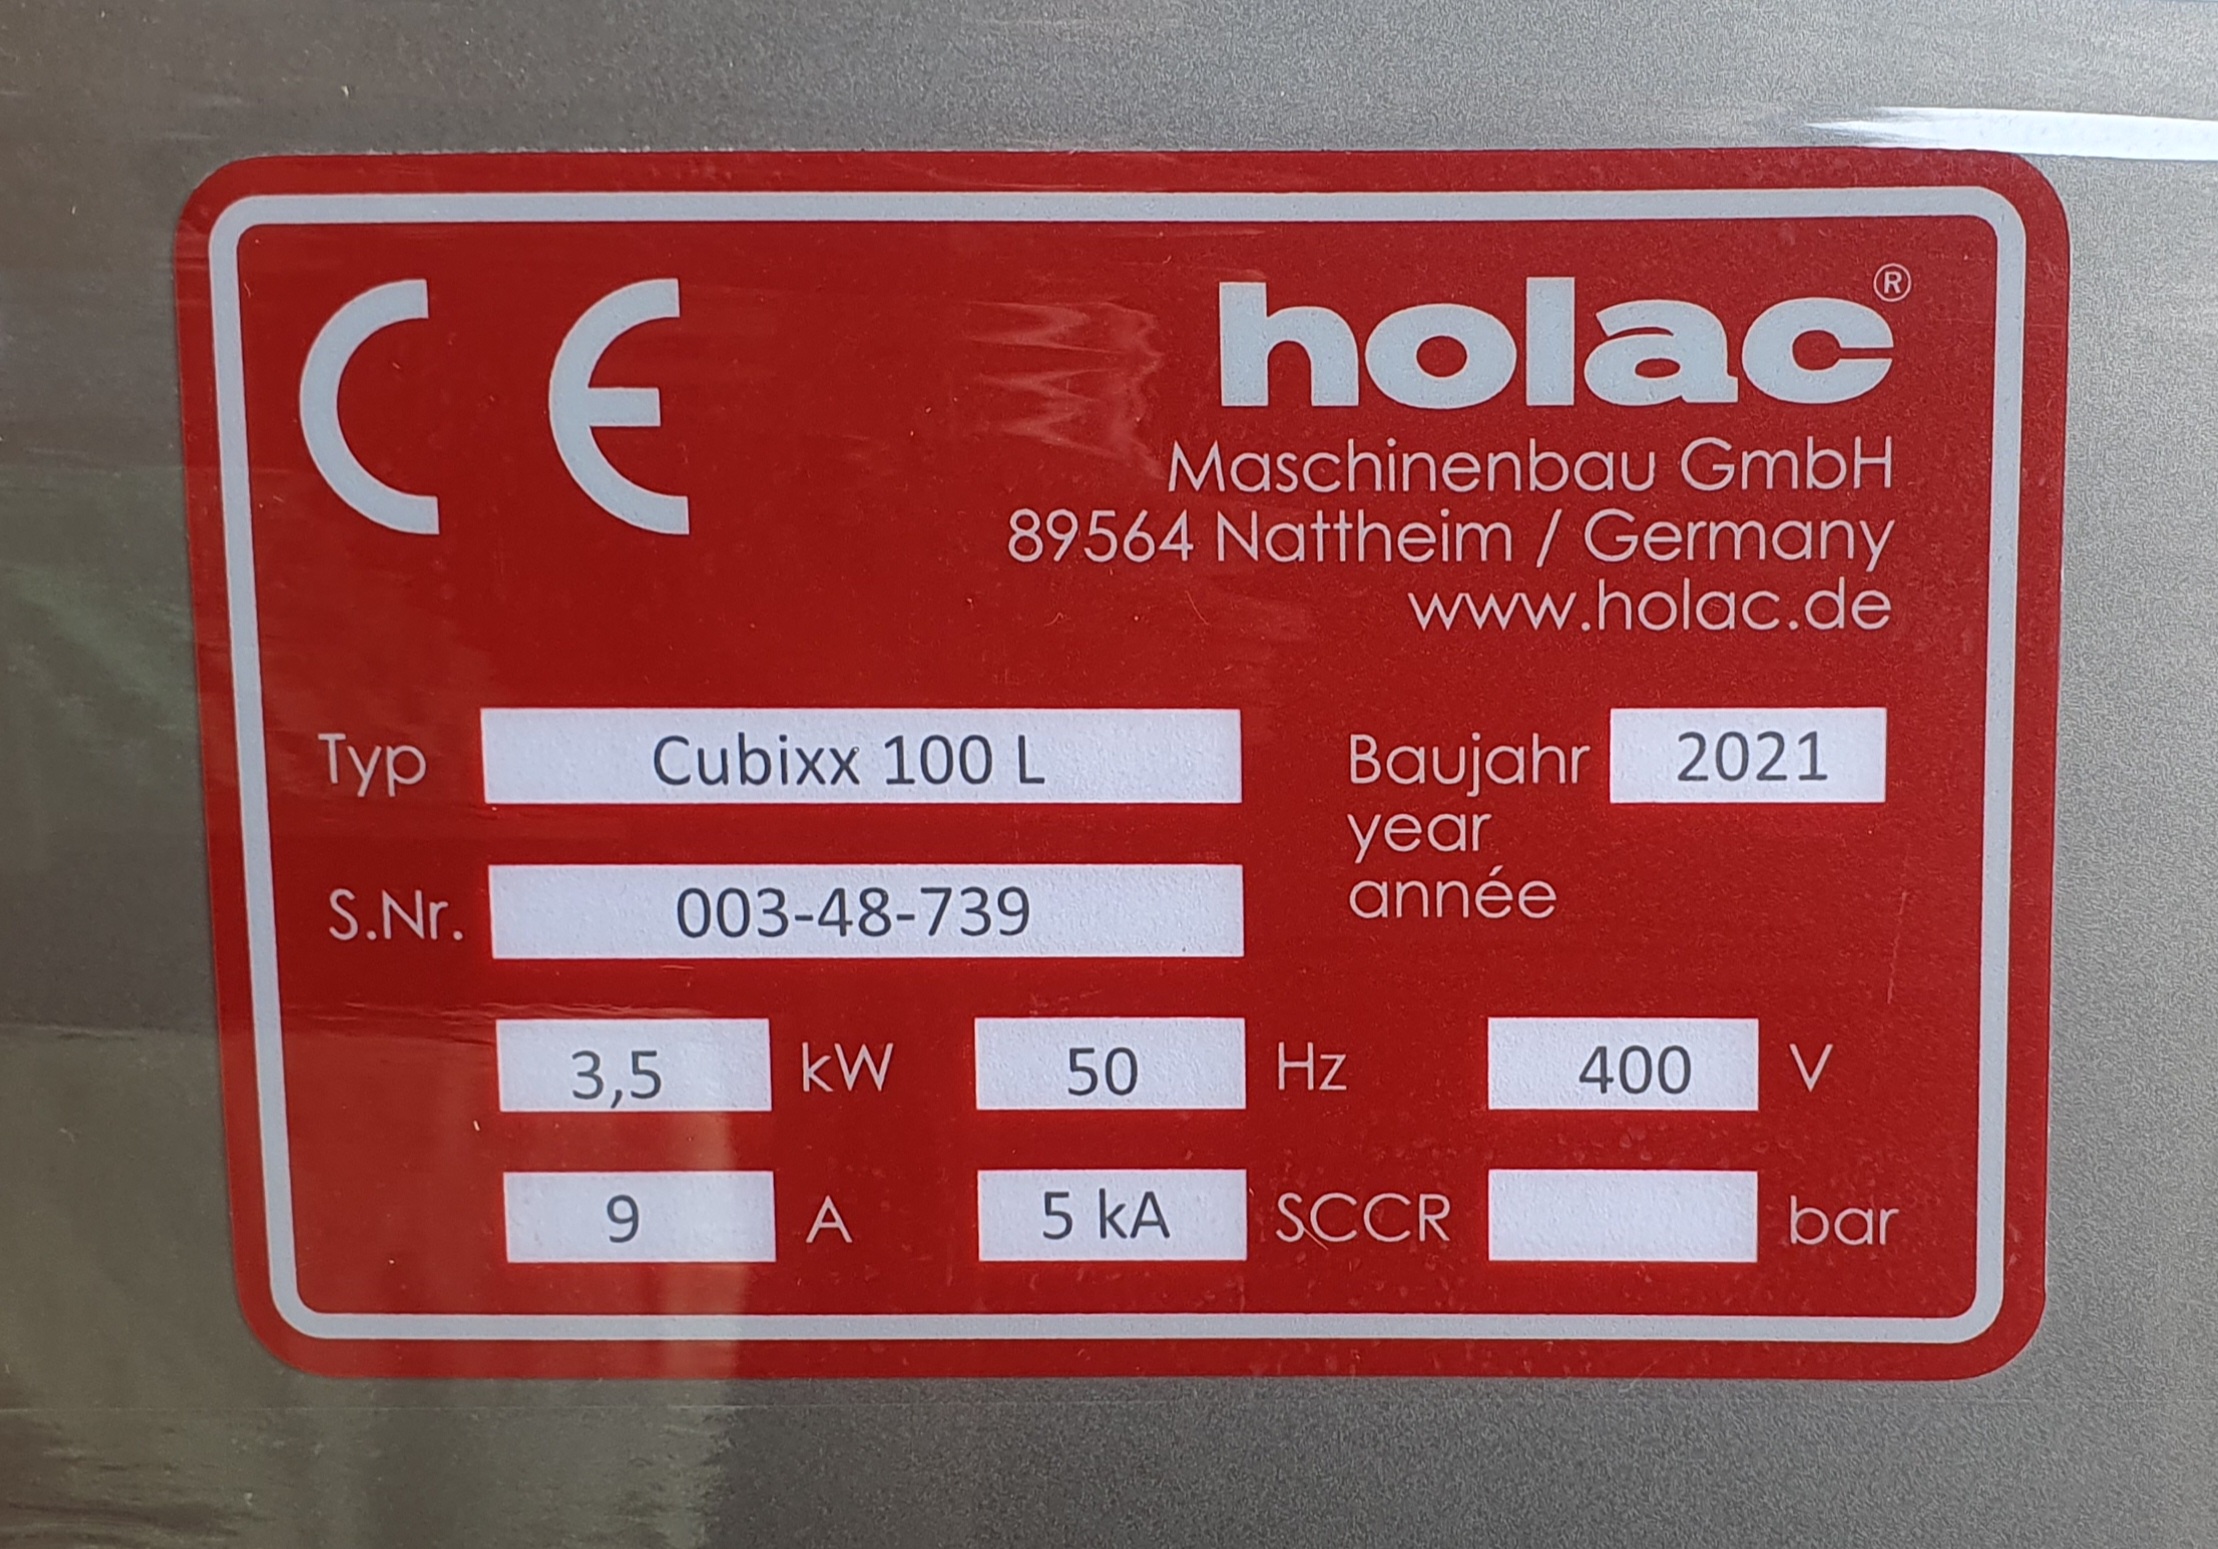 CE
holac®
Maschinenbau GmbH
89564 Nattheim / Germany
www.holac.de
Typ Cubixx 100 L
Baujahr 2021
year
année
S.Nr. 003-48-739
3,5 kW 50 Hz 400 V
9 A 5 kA SCCR bar